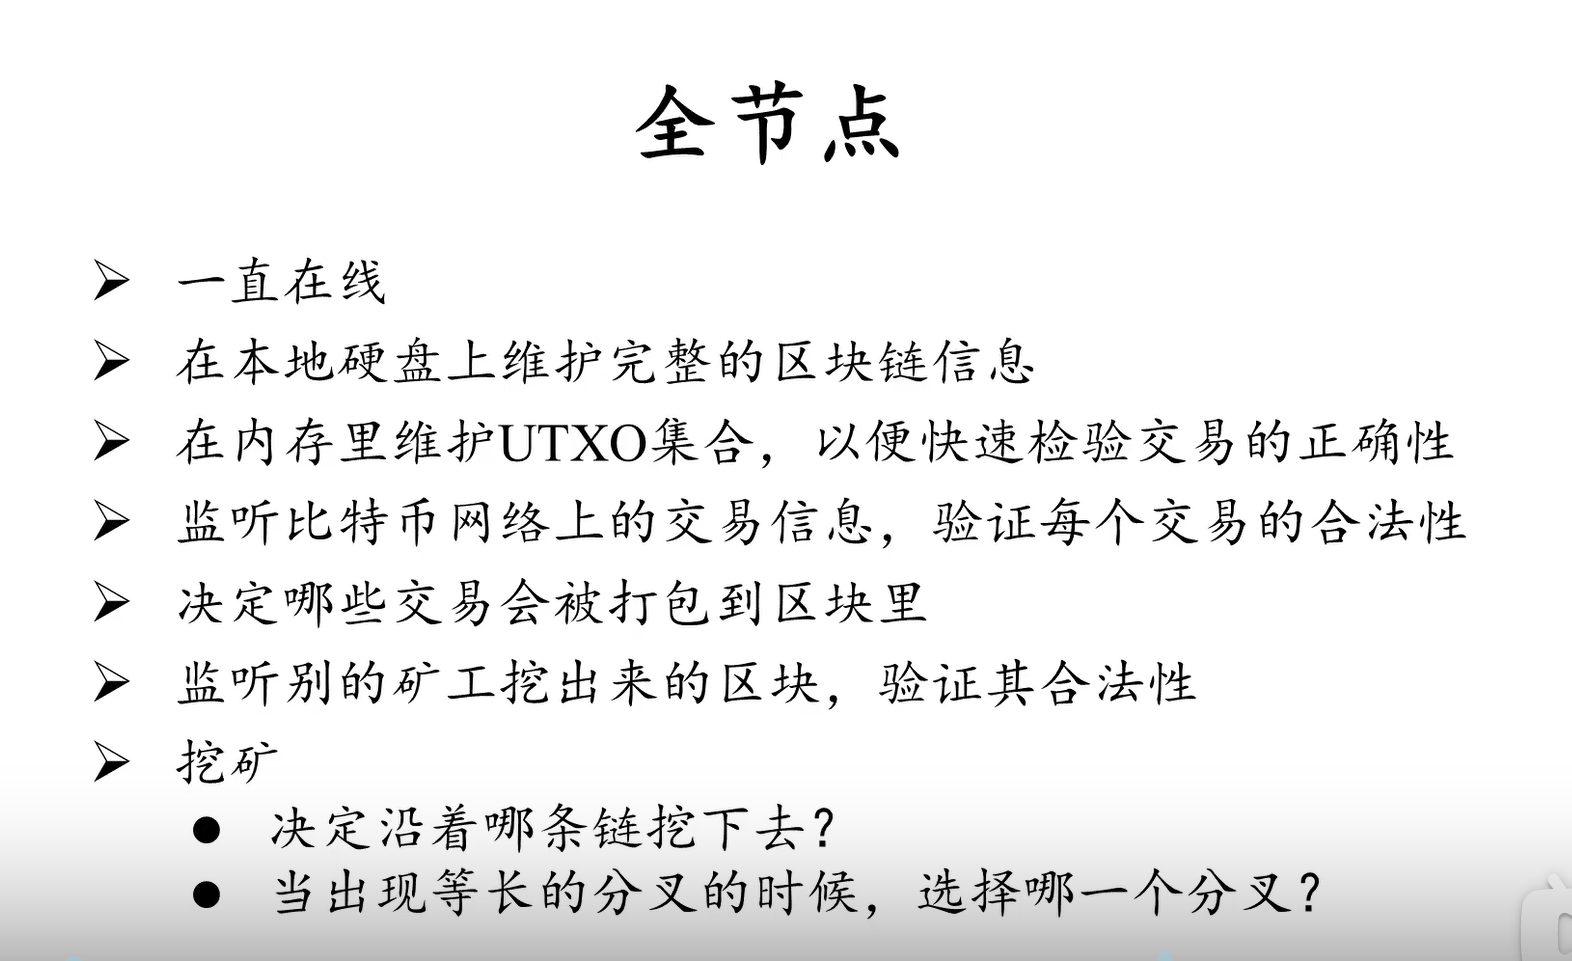 全节点
一直在线
在本地硬盘上维护完整的区块链信息
在内存里维护UTXO集合，以便快速检验交易的正确性
监听比特币网络上的交易信息，验证每个交易的合法性
决定哪些交易会被打包到区块里
监听别的矿工挖出来的区块，验证其合法性
挖矿
决定沿着哪条链挖下去？
当出现等长的分叉的时候，选择哪一个分叉？